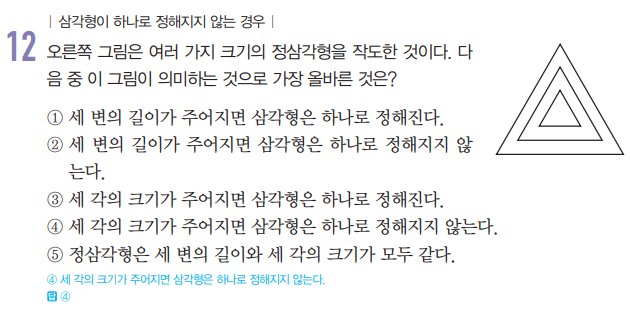 | 삼각형이 하나로 정해지지 않는 경우 |
12 오른쪽 그림은 여러 가지 크기의 정삼각형을 작도한 것이다. 다
음 중 이 그림이 의미하는 것으로 가장 올바른 것은?
① 세 변의 길이가 주어지면 삼각형은 하나로 정해진다.
② 세 변의 길이가 주어지면 삼각형은 하나로 정해지지 않
는다.
③ 세 각의 크기가 주어지면 삼각형은 하나로 정해진다.
④ 세 각의 크기가 주어지면 삼각형은 하나로 정해지지 않는다.
⑤ 정삼각형은 세 변의 길이와 세 각의 크기가 모두 같다.
④ 세 각의 크기가 주어지면 삼각형은 하나로 정해지지 않는다.
답 ④